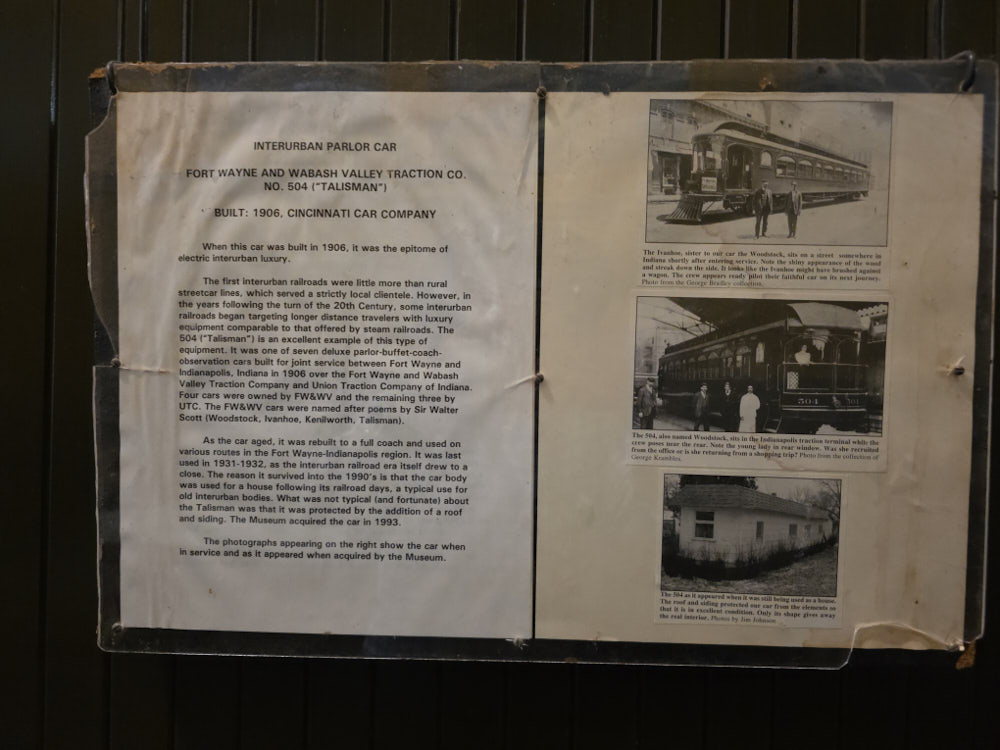 INTERURBAN PARLOR CAR
FORT WAYNE AND WABASH VALLEY TRACTION CO.
NO. 504 ("TALISMAN")
BUILT: 1906, CINCINNATI CAR COMPANY
When this car was built in 1906, it was the epitome of
electric interurban luxury.
The first interurban railroads were little more than rural
streetcar lines, which served a strictly local clientele. However, in
the years following the turn of the 20th Century, some interurban
railroads began targeting longer distance travelers with luxury
equipment comparable to that offered by steam railroads. The
504 ("Talisman") is an excellent example of this type of
equipment. It was one of seven deluxe parlor-buffet-coach-
observation cars built for joint service between Fort Wayne and
Indianapolis, Indiana in 1906 over the Fort Wayne and Wabash
Valley Traction Company and Union Traction Company of Indiana.
Four cars were owned by FW&WV and the remaining three by
UTC. The FW&WV cars were named after poems by Sir Walter
Scott (Woodstock, Ivanhoe, Kenilworth, Talisman).
As the car aged, it was rebuilt to a full coach and used on
various routes in the Fort Wayne-Indianapolis region. It was last
used in 1931-1932, as the interurban railroad era itself drew to a
close. The reason it survived into the 1990's is that the car body
was used for a house following its railroad days, a typical use for
old interurban bodies. What was not typical (and fortunate) about
the Talisman was that it was protected by the addition of a roof
and siding. The Museum acquired the car in 1993.
The photographs appearing on the right show the car when
in service and as it appeared when acquired by the Museum.
The Ivanhoe, sister to our car the Woodstock, sits on a street somewhere in
Indiana shortly after entering service. Note the shiny appearance of the wood
and streak down the side. It looks like the Ivanhoe might have brushed against
a wagon. The crew appears ready pilot their faithful car on its next journey.
Photo from the George Bradley collection.
504
The 504, also named Woodstock, sits in the Indianapolis traction terminal while the
crew poses near the rear. Note the young lady in rear window. Was she recruited
from the office or is she returning from a shopping trip? Photo from the collection of
George Krambles.
The 504 as it appeared when it was still being used as a house.
The roof and siding protected our car from the elements so
that it is in excellent condition. Only its shape gives away
the real interior. Photos by Jim Johnson